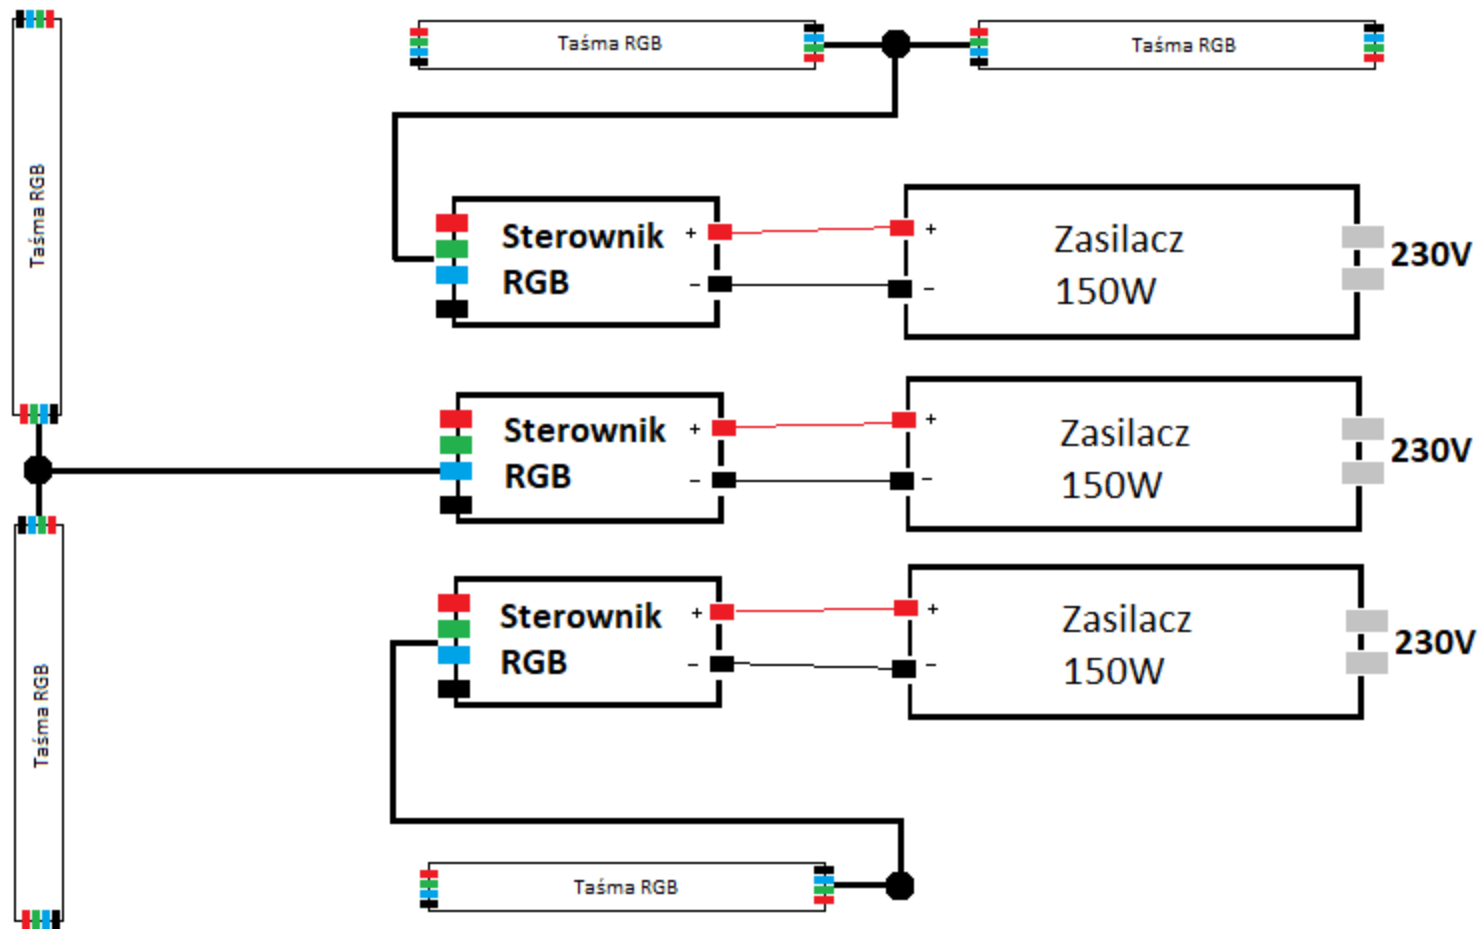 Taśma RGB
Taśma RGB
Taśma RGB
Sterownik
RGB
+
−
+
−
Zasilacz
150W
230V
Sterownik
RGB
+
−
+
−
Zasilacz
150W
230V
Taśma RGB
Sterownik
RGB
+
−
+
−
Zasilacz
150W
230V
Taśma RGB